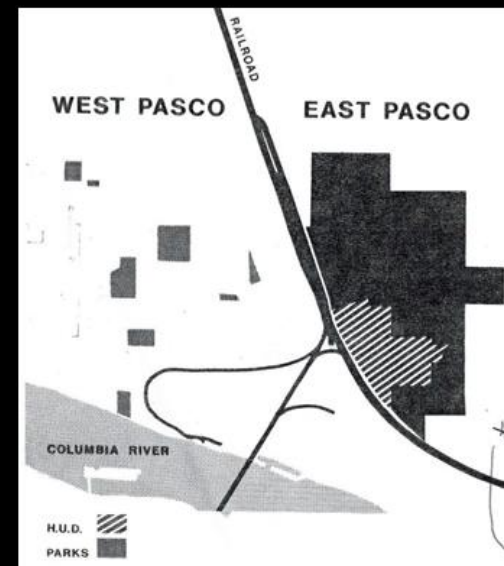 RAILROAD
WEST PASCO
EAST PASCO
COLUMBIA RIVER
H.U.D.
PARKS